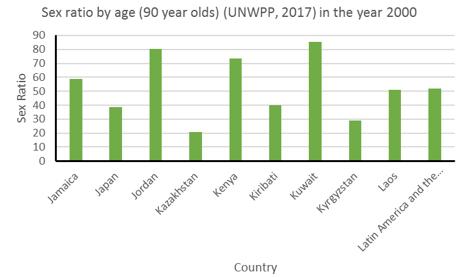 Sex ratio by age (90 year olds) (UNWPP, 2017) in the year 2000
90
80
70
60
50
40
30
20
10
0
Sex Ratio
Jamaica
Japan
Jordan
Kazakhstan
Kenya
Kiribati
Kuwait
Kyrgyzstan
Laos
Latin America and the...
Country